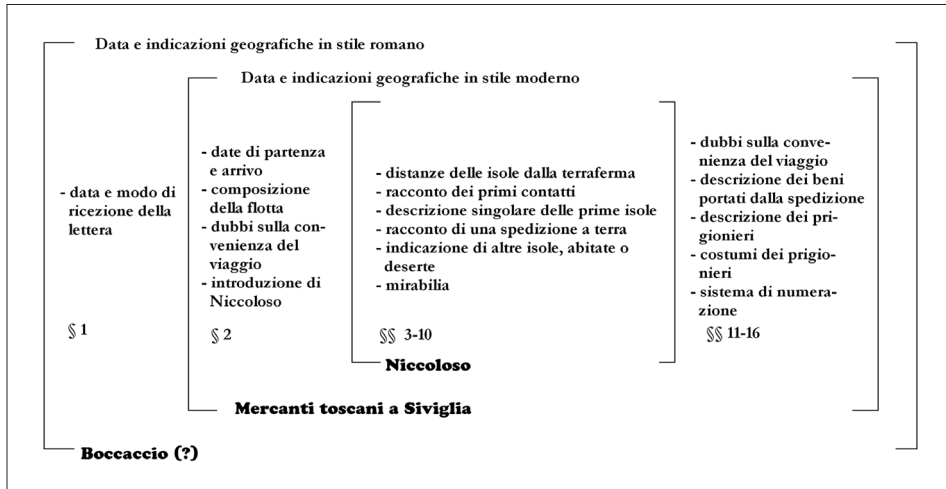 Data e indicazioni geografiche in stile romano
Data e indicazioni geografiche in stile moderno
- data e modo di
ricezione della
lettera
§ 1
- date di partenza
e arrivo
- composizione
della flotta
- dubbi sulla con-
venienza del
viaggio
- introduzione di
Niccoloso
§ 2
- distanze delle isole dalla terraferma
- racconto dei primi contatti
- descrizione singolare delle prime isole
- racconto di una spedizione a terra
- indicazione di altre isole, abitate o
deserte
- mirabilia
§§ 3-10
- dubbi sulla conve-
nienza del viaggio
- descrizione dei beni
portati dalla spedizione
- descrizione dei pri-
gionieri
- costumi dei prigio-
nieri
- sistema di numera-
zione
§§ 11-16
Niccoloso
Mercanti toscani a Siviglia
Boccaccio (?)